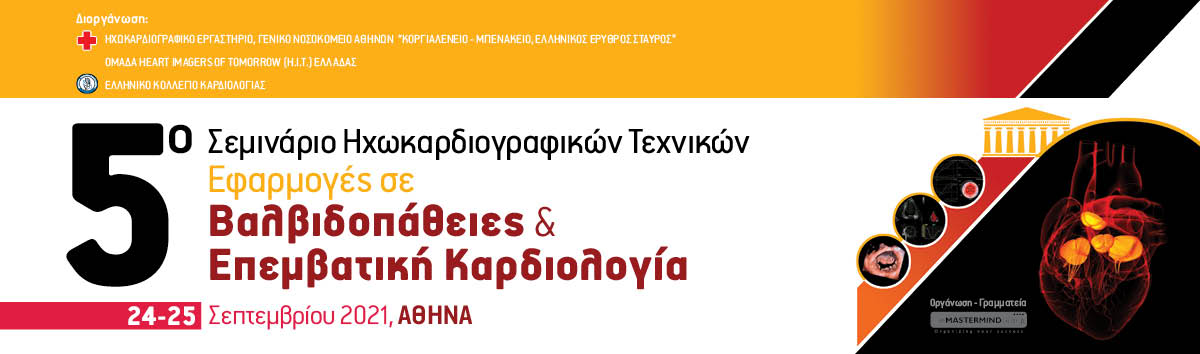 Διοργάνωση:
ΗΧΩΚΑΡΔΙΟΓΡΑΦΙΚΟ ΕΡΓΑΣΤΗΡΙΟ, ΓΕΝΙΚΟ ΝΟΣΟΚΟΜΕΙΟ ΑΘΗΝΩΝ "ΚΟΡΓΙΑΛΕΝΕΙΟ - ΜΠΕΝΑΚΕΙΟ, ΕΛΛΗΝΙΚΟΣ ΕΡΥΘΡΟΣ ΣΤΑΥΡΟΣ"
ΟΜΑΔΑ HEART IMAGERS OF TOMORROW (H.I.T.) ΕΛΛΑΔΑΣ
ΕΛΛΗΝΙΚΟ ΚΟΛΛΕΓΙΟ ΚΑΡΔΙΟΛΟΓΙΑΣ
5ο Σεμινάριο Ηχωκαρδιογραφικών Τεχνικών
Εφαρμογές σε
Βαλβιδοπάθειες &
Επεμβατική Καρδιολογία
24-25 Σεπτεμβρίου 2021, ΑΘΗΝΑ
Οργάνωση - Γραμματεία
MASTERMIND